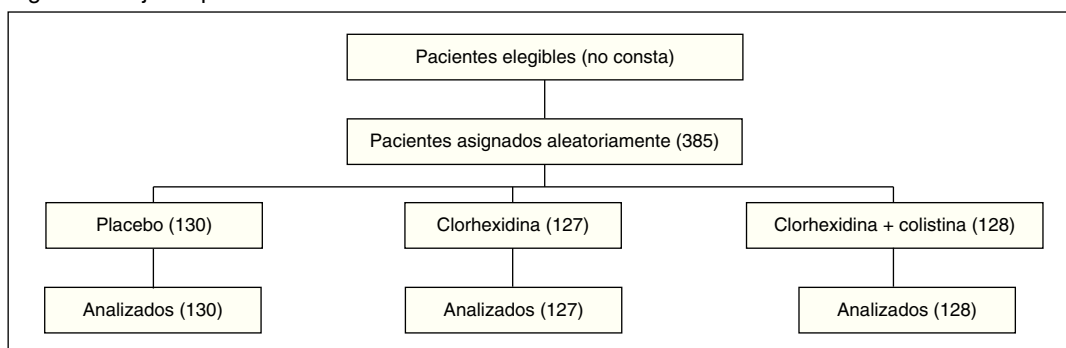 Pacientes elegibles (no consta)
Pacientes asignados aleatoriamente (385)
Placebo (130)
Clorhexidina (127)
Clorhexidina + colistina (128)
Analizados (130)
Analizados (127)
Analizados (128)